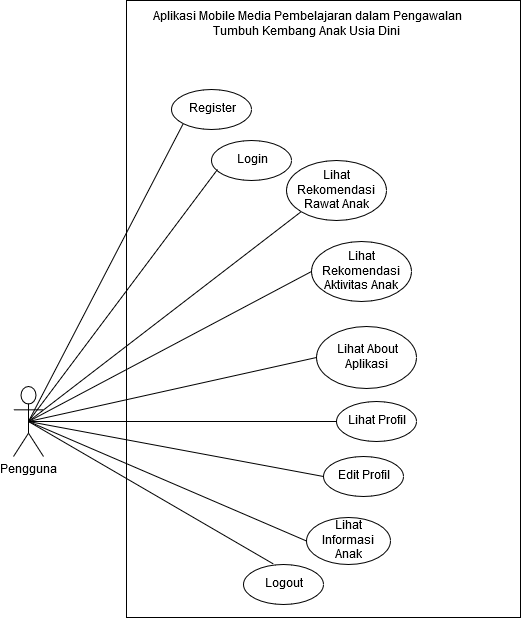 Aplikasi Mobile Media Pembelajaran dalam Pengawalan
Tumbuh Kembang Anak Usia Dini
Register
Login
Lihat
Rekomendasi
Rawat Anak
Lihat
Rekomendasi
Aktivitas Anak
Lihat About
Aplikasi
Lihat Profil
Pengguna
Edit Profil
Lihat
Informasi
Anak
Logout